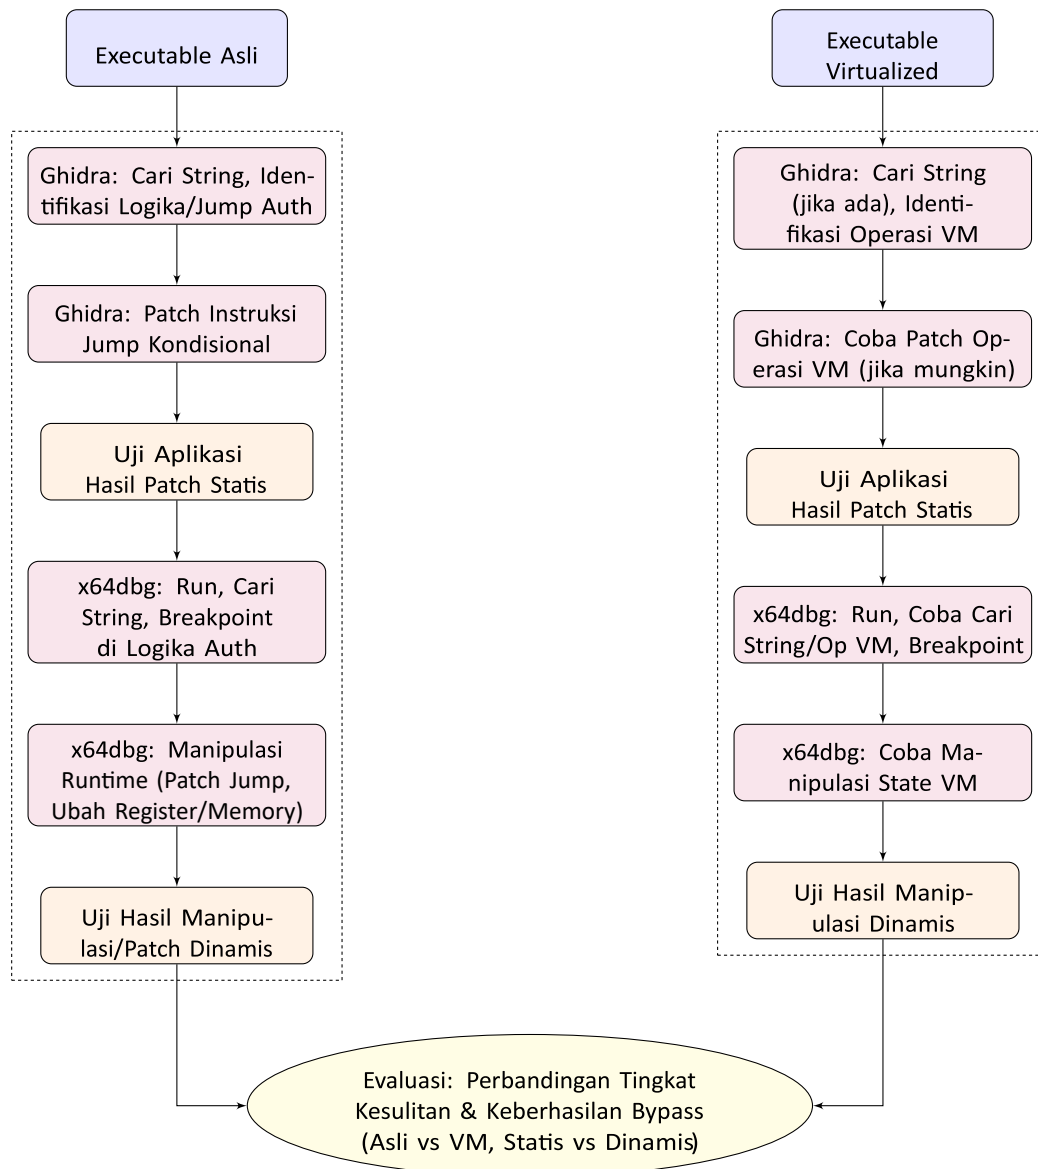 Executable Asli
Ghidra: Cari String, Iden-
tifikasi Logika/Jump Auth
Ghidra: Patch Instruksi
Jump Kondisional
Uji Aplikasi
Hasil Patch Statis
x64dbg: Run, Cari
String, Breakpoint
di Logika Auth
x64dbg: Manipulasi
Runtime (Patch Jump,
Ubah Register/Memory)
Uji Hasil Manipu-
lasi/Patch Dinamis
Executable
Virtualized
Ghidra: Cari String
(jika ada), Identi-
fikasi Operasi VM
Ghidra: Coba Patch Op-
erasi VM (jika mungkin)
Uji Aplikasi
Hasil Patch Statis
x64dbg: Run, Coba Cari
String/Op VM, Breakpoint
x64dbg: Coba Ma-
nipulasi State VM
Uji Hasil Manip-
ulasi Dinamis
Evaluasi: Perbandingan Tingkat
Kesulitan & Keberhasilan Bypass
(Asli vs VM, Statis vs Dinamis)